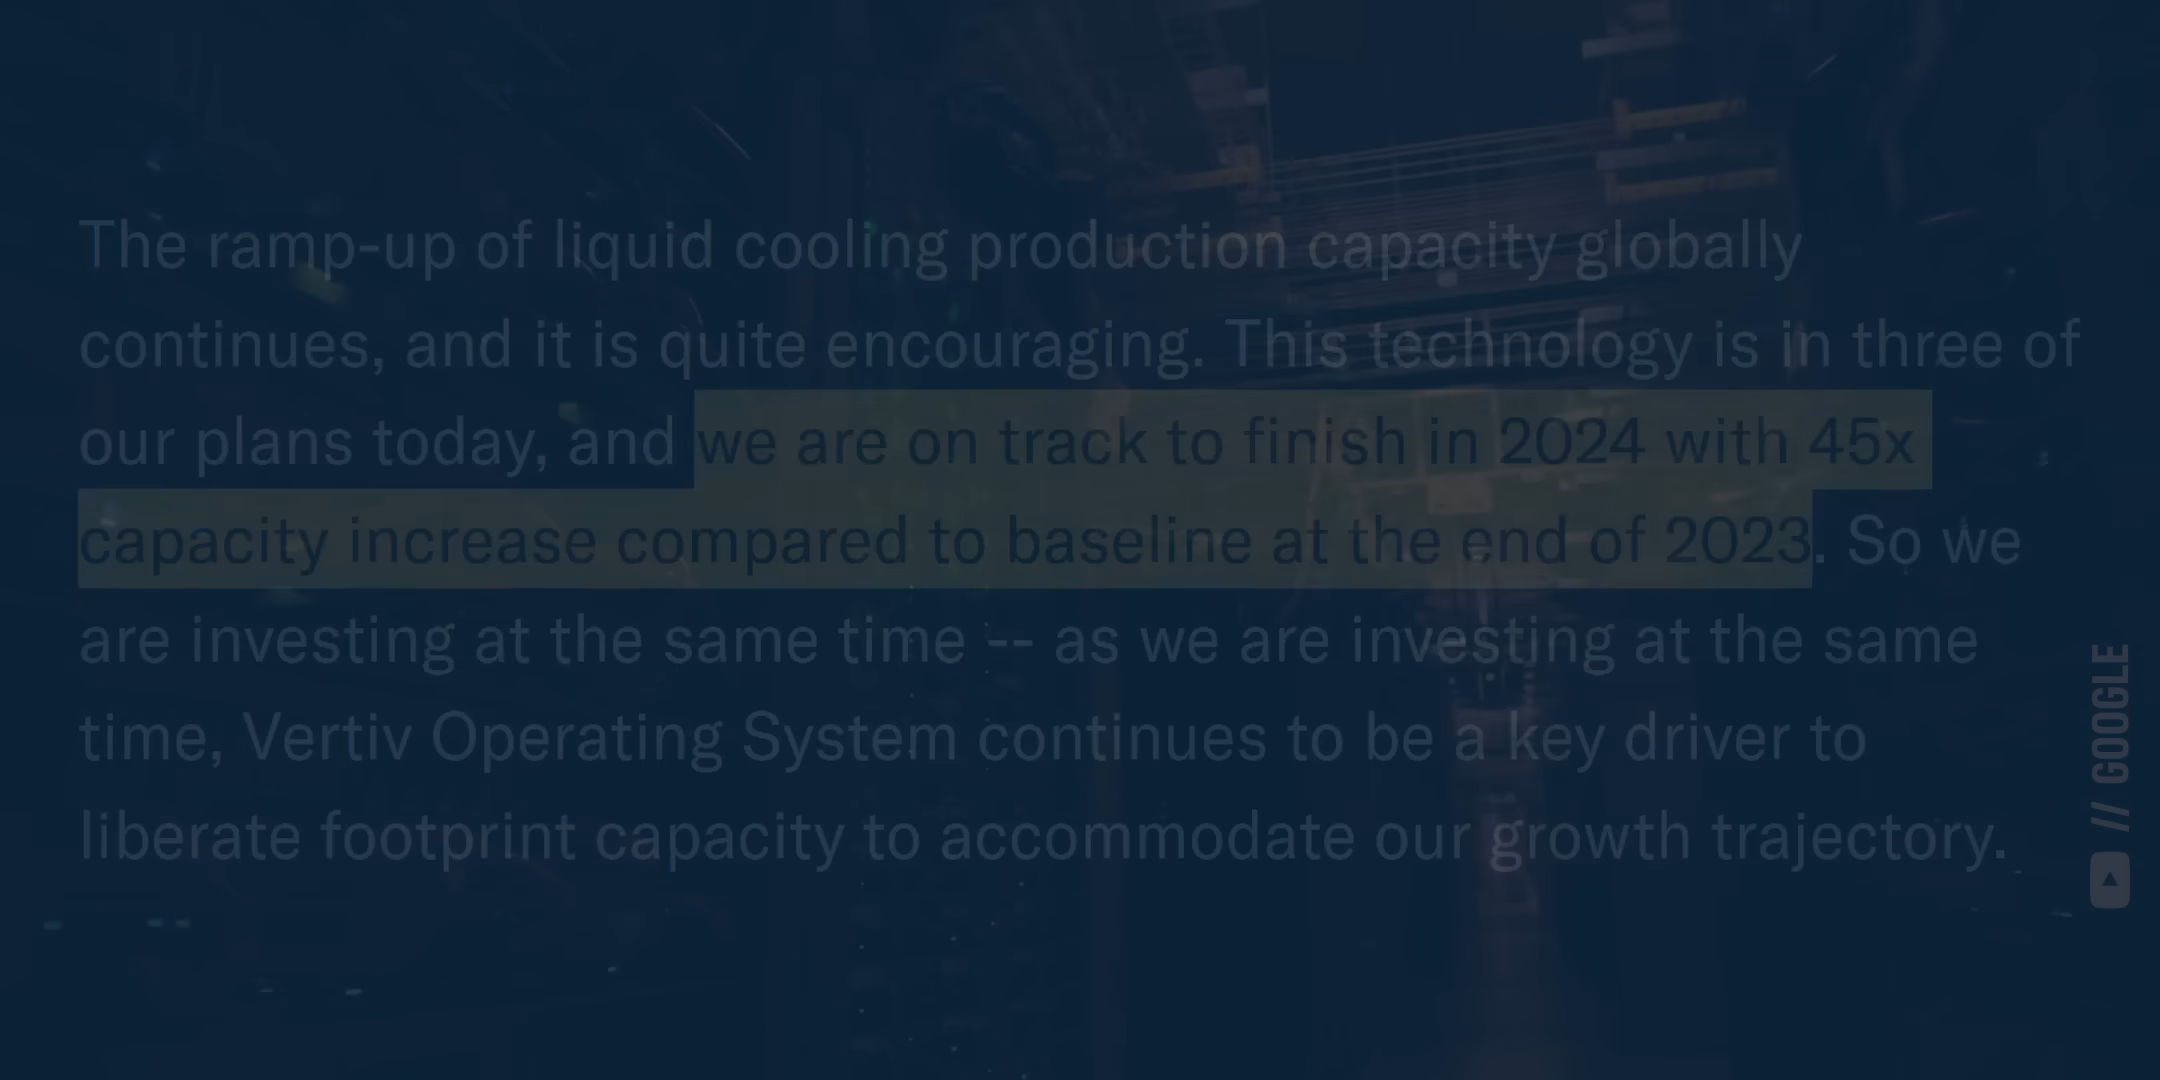 The ramp-up of liquid cooling production capacity globally
continues, and it is quite encouraging. This technology is in three of
our plans today, and we are on track to finish in 2024 with 45x
capacity increase compared to baseline at the end of 2023. So we
are investing at the same time -- as we are investing at the same
time, Vertiv Operating System continues to be a key driver to
liberate footprint capacity to accommodate our growth trajectory.
// GOOGLE